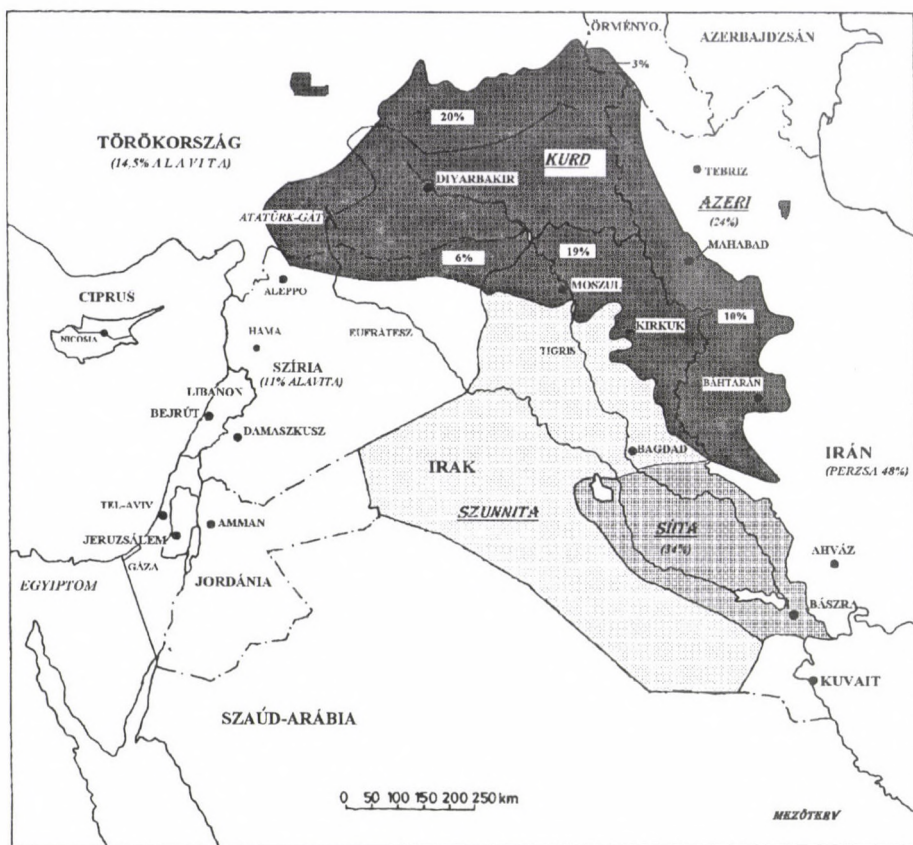 ÖRMÉNYO.
AZERBAJDZSÁN
3%
20%
TÖRÖKORSZÁG
(14,5% ALAVITA)
KURD
DIYARBAKIR
TEBRIZ
AZERI
(24%)
ATATÜRK-GÁT
MAHABAD
6%
19%
MOSZUL
ALEPPO
CIPRUS
NICOSIA
HAMA
EUFRÁTESZ
KIRKUK
10%
TIGRIS
SZÍRIA
(11% ALAVITA)
LIBANON
BÁHTARÁN
BEJRÚT
DAMASZKUSZ
BAGDAD
IRÁN
(PERZSA 48%)
IRAK
SZUNNITA
TEL-AVIV
AMMAN
JERUZSÁLEM
SIITA
(34%)
GÁZA
AHVÁZ
EGYIPTOM
JORDÁNIA
BÁSZRA
KUVAIT
SZAÚD-ARÁBIA
0 50 100 150 200 250 km